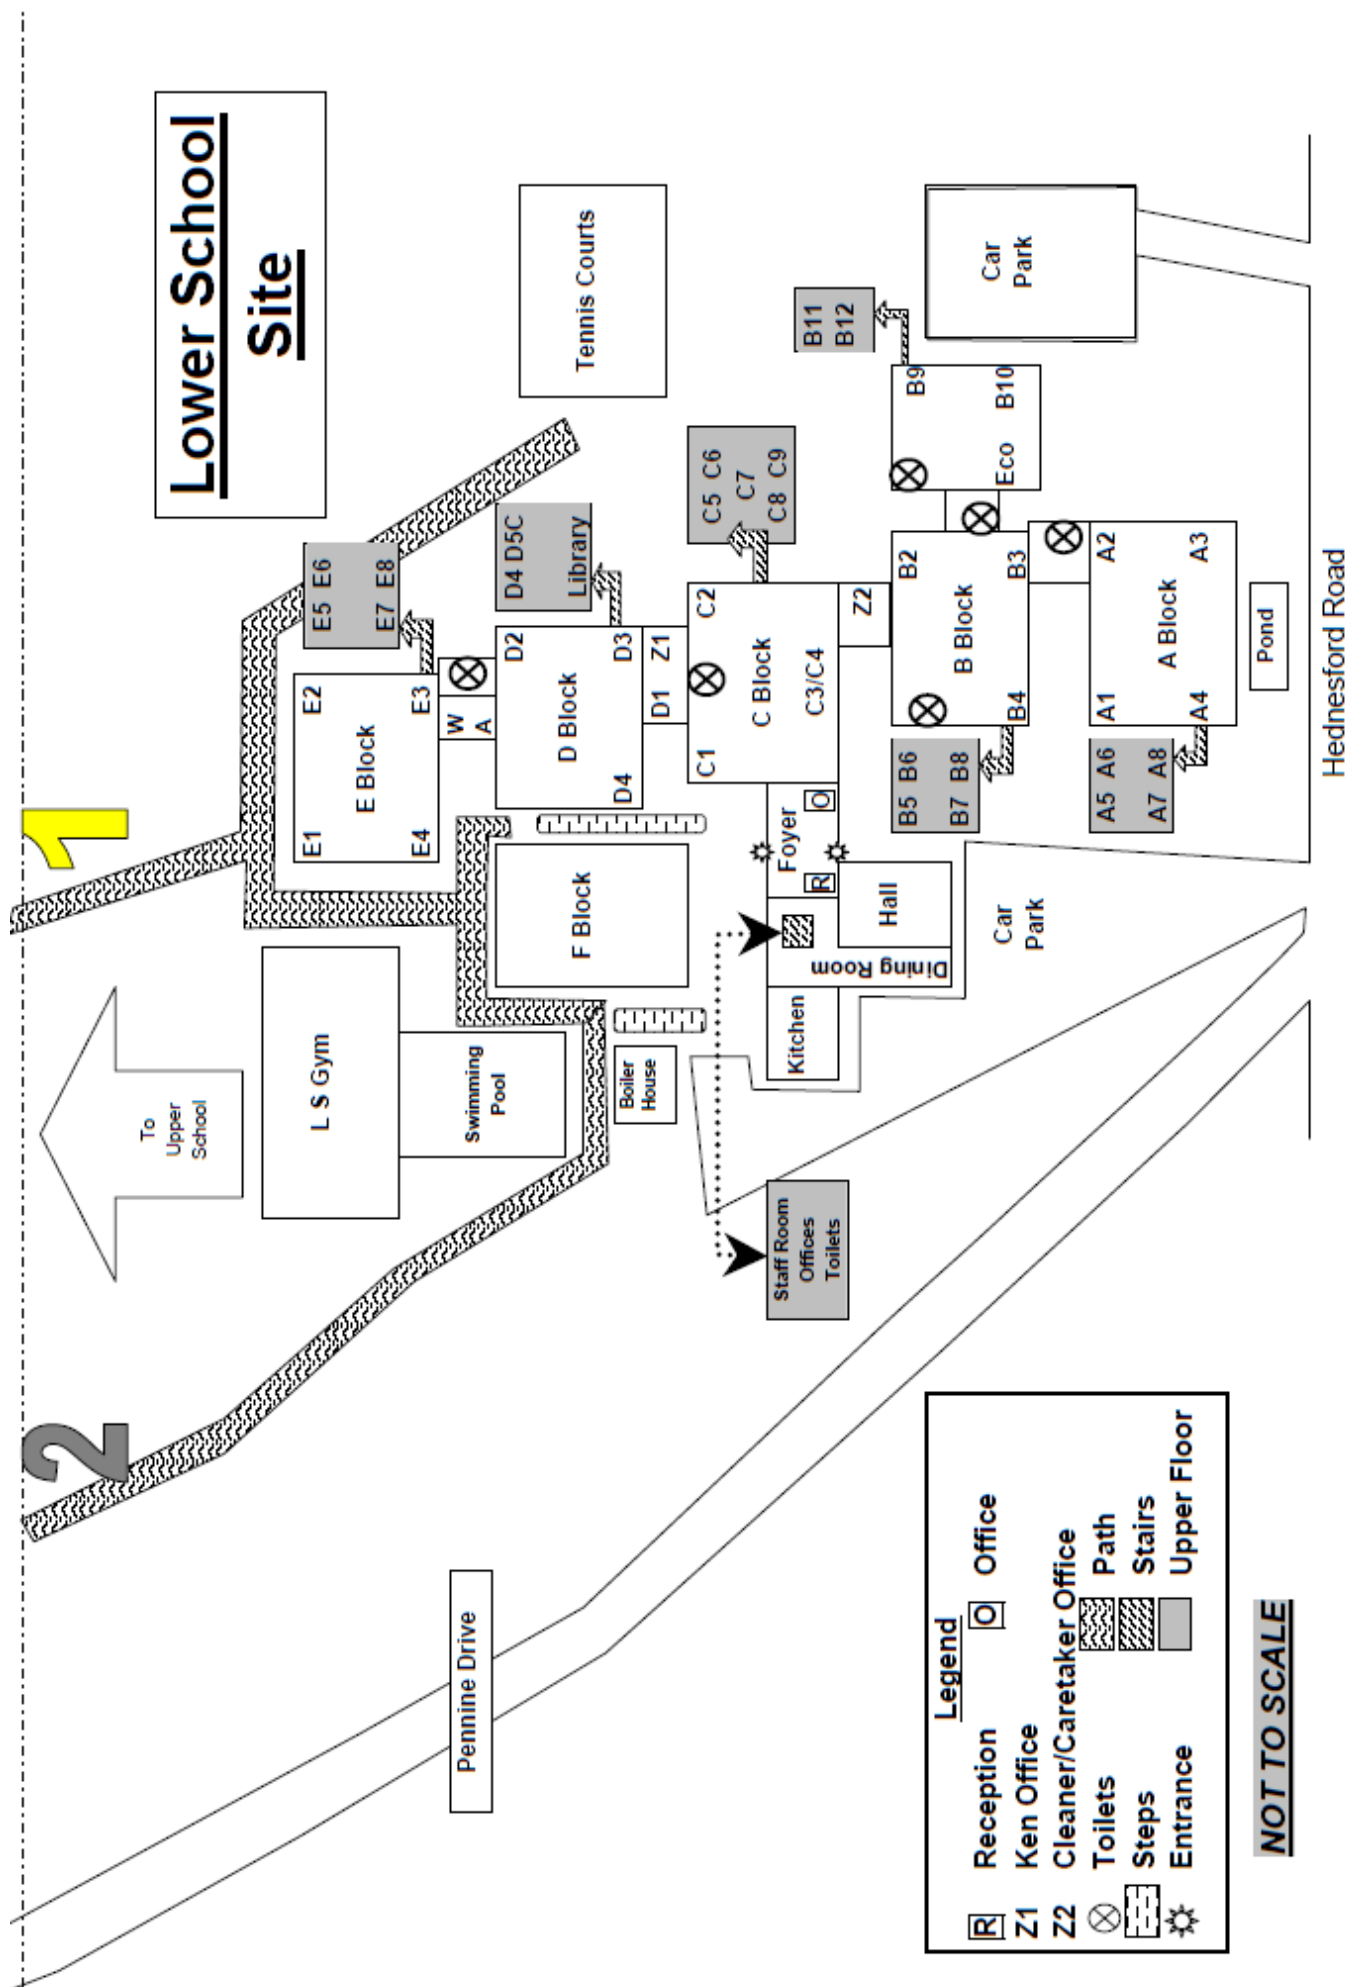 Lower School
Site
1
2
To
Upper
School
L S Gym
Swimming
Pool
Boiler
House
E1
E2
E Block
E4
E3
E5 E6
E7 E8
W
A
D2
D Block
D4
D3
D4 D5C
Library
D1
Z1
F Block
Tennis Courts
C1
C2
C Block
C3/C4
C5 C6
C7
C8 C9
Foyer
R
O
Hall
Dining Room
Kitchen
Staff Room
Offices
Toilets
Z2
B2
B Block
B4
B3
B5 B6
B7 B8
B9
Eco
B10
B11
B12
Car
Park
A1
A2
A Block
A4
A3
A5 A6
A7 A8
Pond
Car
Park
Hednesford Road
Pennine Drive
Legend
R Reception
O Office
Z1 Ken Office
Z2 Cleaner/Caretaker Office
Toilets
Path
Steps
Stairs
Entrance
Upper Floor
NOT TO SCALE